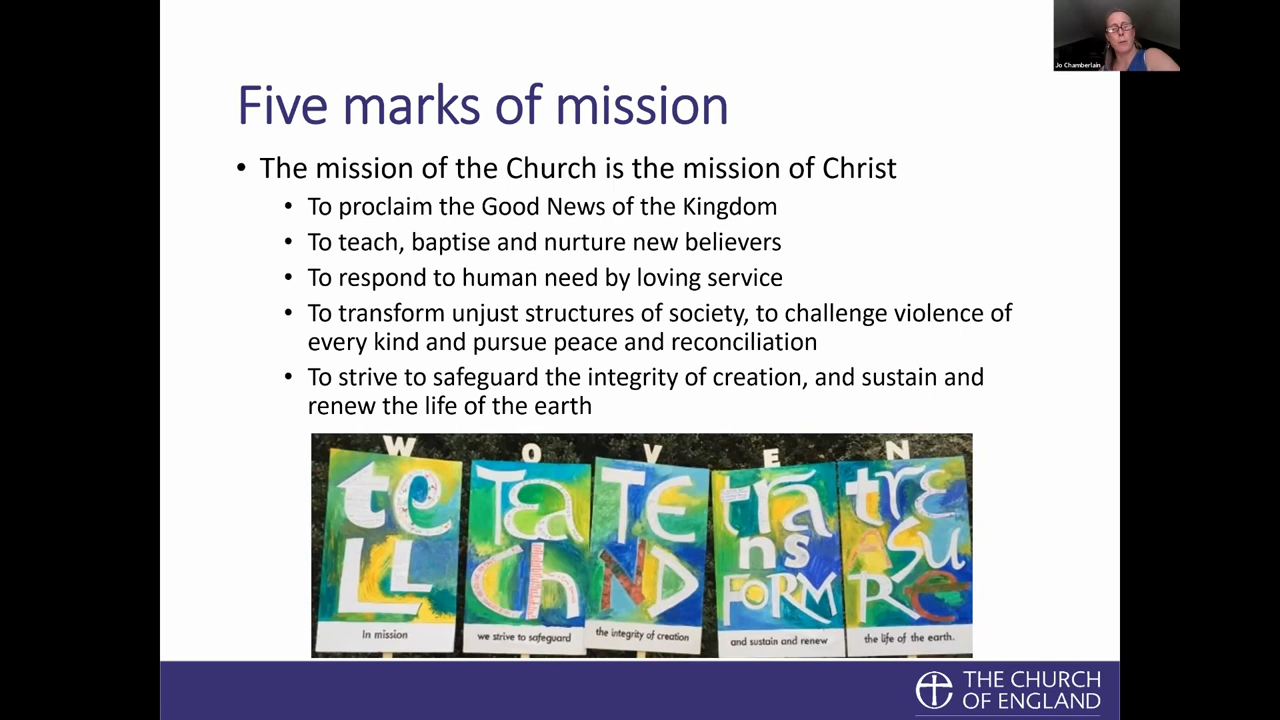 Jo Chamberlain
Five marks of mission
• The mission of the Church is the mission of Christ
• To proclaim the Good News of the Kingdom
• To teach, baptise and nurture new believers
• To respond to human need by loving service
• To transform unjust structures of society, to challenge violence of
every kind and pursue peace and reconciliation
• To strive to safeguard the integrity of creation, and sustain and
renew the life of the earth
W O V E N
te
LL
In mission
Tea
Ch
we strive to safeguard
TE
ND
the integrity of creation
tra
ns
FORM
and sustain and renew
tre
ASu
Re
the life of the earth.
THE CHURCH
OF ENGLAND